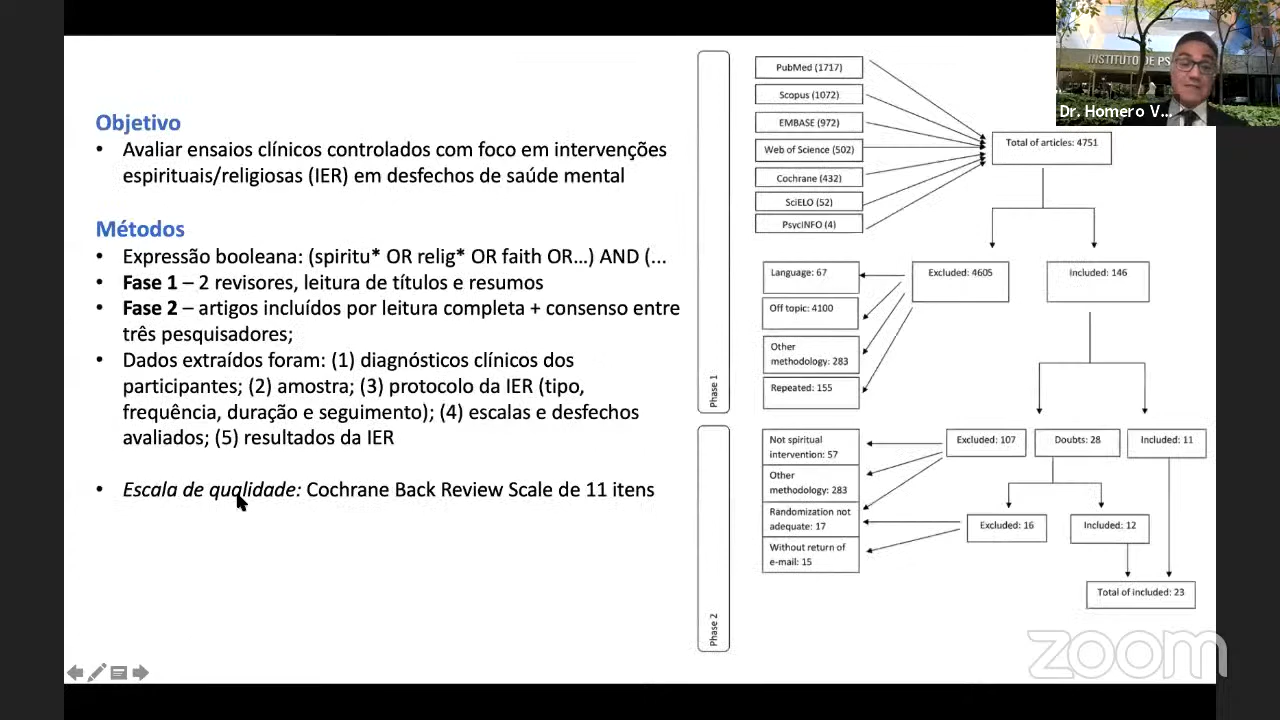 Objetivo
• Avaliar ensaios clínicos controlados com foco em intervenções
espirituais/religiosas (IER) em desfechos de saúde mental
Métodos
• Expressão booleana: (spiritu* OR relig* OR faith OR...) AND (...
• Fase 1 – 2 revisores, leitura de títulos e resumos
• Fase 2 – artigos incluídos por leitura completa + consenso entre
três pesquisadores;
• Dados extraídos foram: (1) diagnósticos clínicos dos
participantes; (2) amostra; (3) protocolo da IER (tipo,
frequência, duração e seguimento); (4) escalas e desfechos
avaliados; (5) resultados da IER
• Escala de qualidade: Cochrane Back Review Scale de 11 itens
Phase 1
PubMed (1717)
Scopus (1072)
EMBASE (972)
Web of Science (502)
Cochrane (432)
SciELO (52)
PsycINFO (4)
Total of articles: 4751
Language: 67
Off topic: 4100
Other
methodology: 283
Repeated: 155
Excluded: 4605
Included: 146
Phase 2
Not spiritual
intervention: 57
Other
methodology: 283
Randomization not
adequate: 17
Without return of
e-mail: 15
Excluded: 107
Doubts: 28
Included: 11
Excluded: 16
Included: 12
Total of included: 23
INSTITUTO DE PS
Dr. Homero V...
zoom